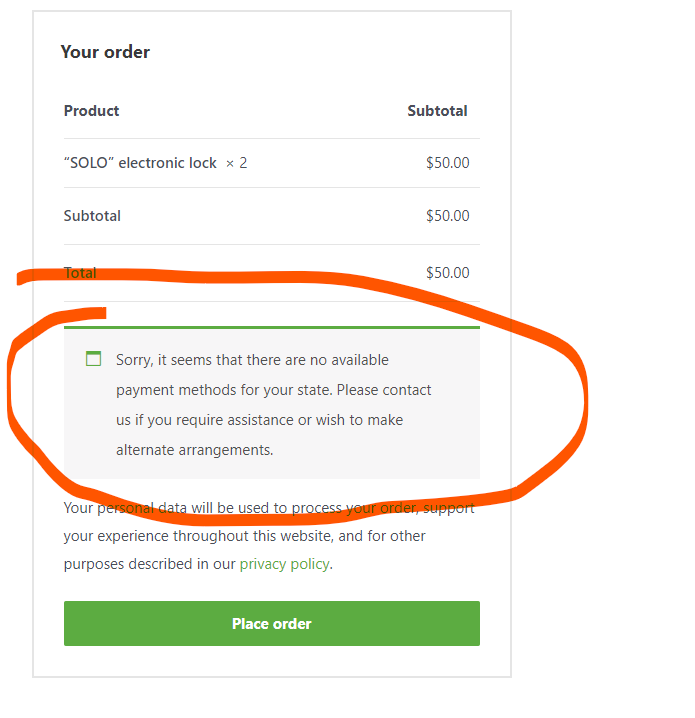 Your order
Product Subtotal
“SOLO” electronic lock × 2 $50.00
Subtotal $50.00
Total $50.00
Sorry, it seems that there are no available
payment methods for your state. Please contact
us if you require assistance or wish to make
alternate arrangements.
Your personal data will be used to process your order, support
your experience throughout this website, and for other
purposes described in our privacy policy.
Place order